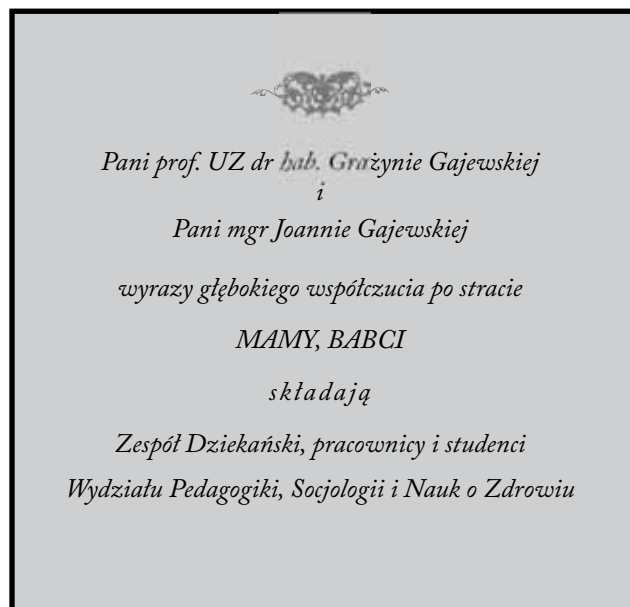 Pani prof. UZ dr hab. Grażynie Gajewskiej
i
Pani mgr Joannie Gajewskiej
wyrazy głębokiego współczucia po stracie
MAMY, BABCI
składają
Zespół Dziekański, pracownicy i studenci
Wydziału Pedagogiki, Socjologii i Nauk o Zdrowiu